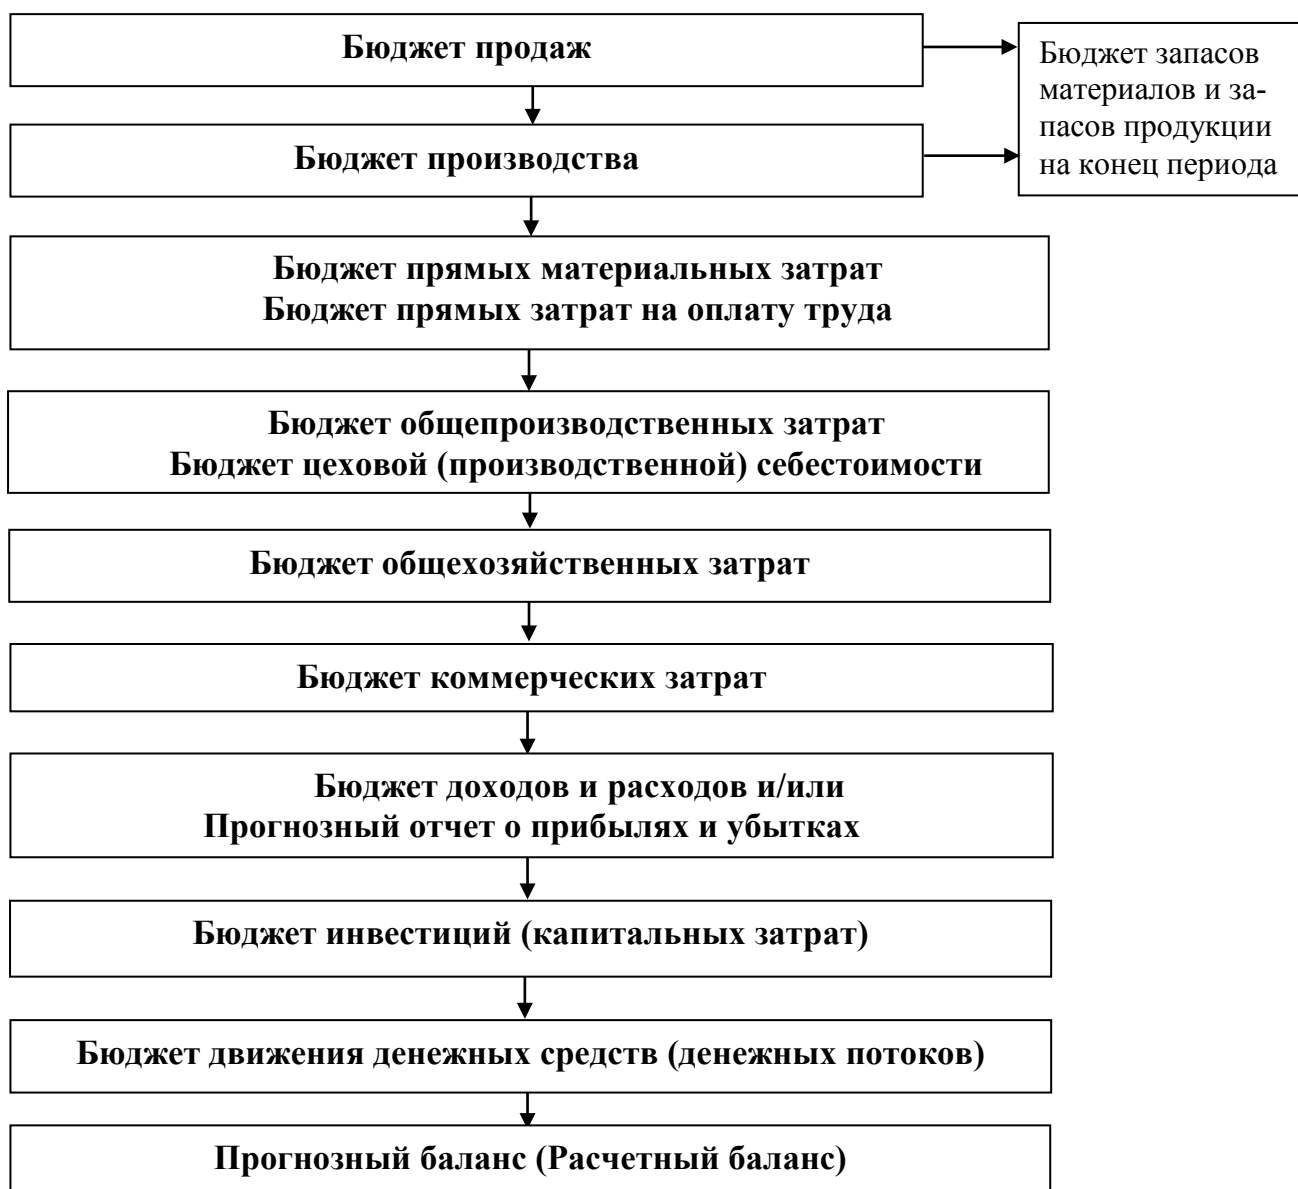 Бюджет продаж
Бюджет запасов
материалов и за-
пасов продукции
на конец периода
Бюджет производства
Бюджет прямых материальных затрат
Бюджет прямых затрат на оплату труда
Бюджет общепроизводственных затрат
Бюджет цеховой (производственной) себестоимости
Бюджет общехозяйственных затрат
Бюджет коммерческих затрат
Бюджет доходов и расходов и/или
Прогнозный отчет о прибылях и убытках
Бюджет инвестиций (капитальных затрат)
Бюджет движения денежных средств (денежных потоков)
Прогнозный баланс (Расчетный баланс)